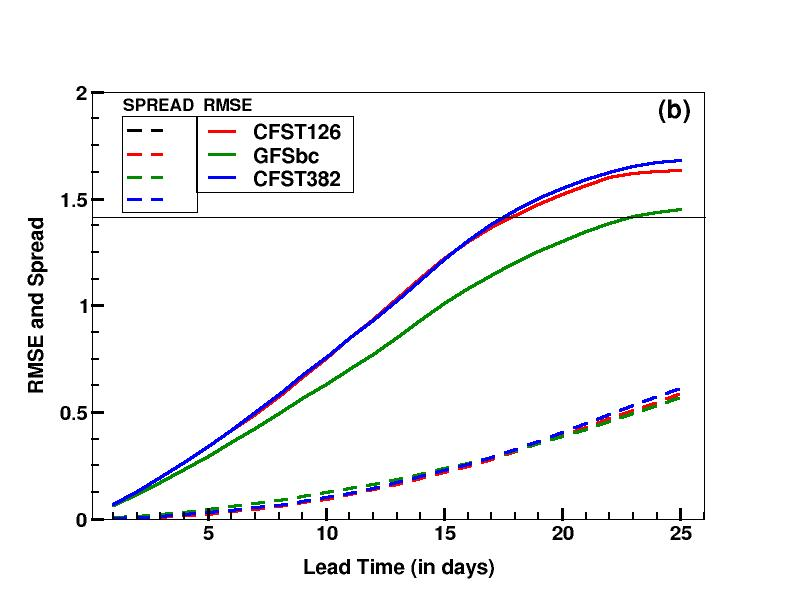 2
(b)
SPREAD RMSE
CFST126
GFSbc
CFST382
1.5
1
0.5
0
RMSE and Spread
5 10 15 20 25
Lead Time (in days)